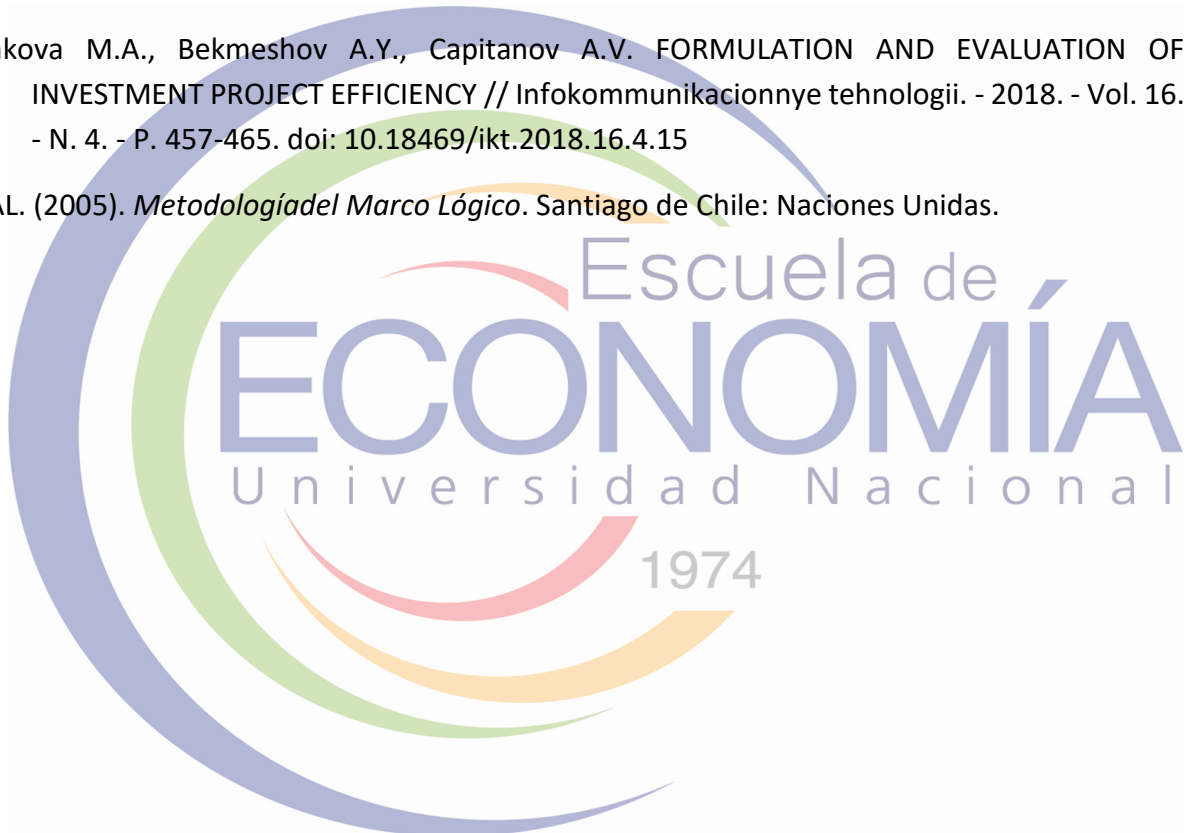 akova M.A., Bekmeshov A.Y., Capitanov A.V. FORMULATION AND EVALUATION OF
INVESTMENT PROJECT EFFICIENCY // Infokommunikacionnye tehnologii. - 2018. - Vol. 16.
- N. 4. - P. 457-465. doi: 10.18469/ikt.2018.16.4.15
AL. (2005). Metodologíadel Marco Lógico. Santiago de Chile: Naciones Unidas.
Escuela de
ECONOMÍA
Universidad Nacional
1974